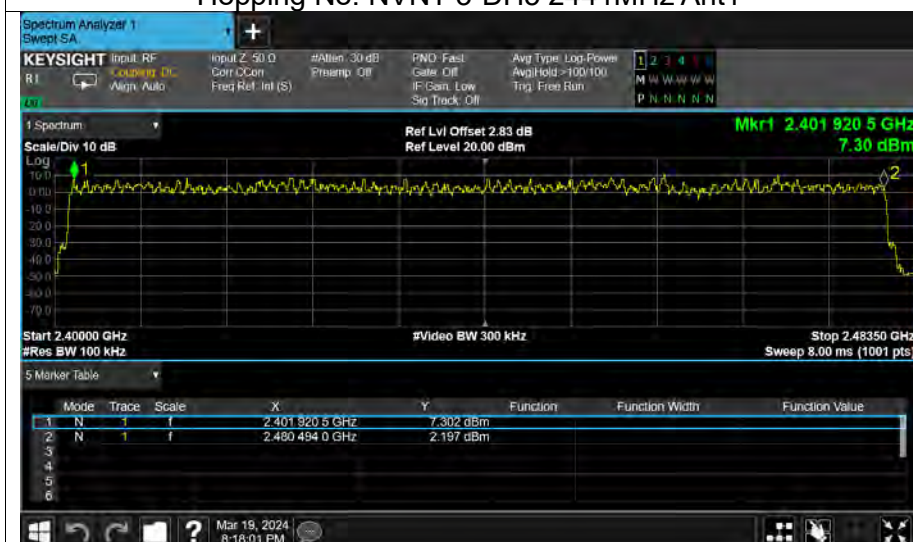 Hopping No. NVNT 3-DH5 2441MHz Ant1
Spectrum Analyzer 1
Swept SA
+
KEYSIGHT Input: RF Input Z: 50 Ω #Atten: 30 dB PNO: Fast Avg Type: Log-Power 1 2 3 4
R1 Coupling: DC Corr CCorr Preamp: Off Gate: Off Avg|Hold: >100/100 M W W W W W
Align: Auto Freq Ref: Int (S) IF Gain: Low Trig: Free Run
Sig Track: Off P N N N N N
1 Spectrum
Ref Lvl Offset 2.83 dB Mkr1 2.401 920 5 GHz
Scale/Div 10 dB Ref Level 20.00 dBm 7.30 dBm
Log
10.0
1
2
0.00
-10.0
-20.0
-30.0
-40.0
-50.0
-60.0
-70.0
Start 2.40000 GHz #Video BW 300 kHz Stop 2.48350 GHz
#Res BW 100 kHz Sweep 8.00 ms (1001 pts)
5 Marker Table
Mode Trace Scale X Y Function Function Width Function Value
1 N 1 f 2.401 920 5 GHz 7.302 dBm
2 N 1 f 2.480 494 0 GHz 2.197 dBm
3
4
5
6
? Mar 19, 2024
8:18:01 PM